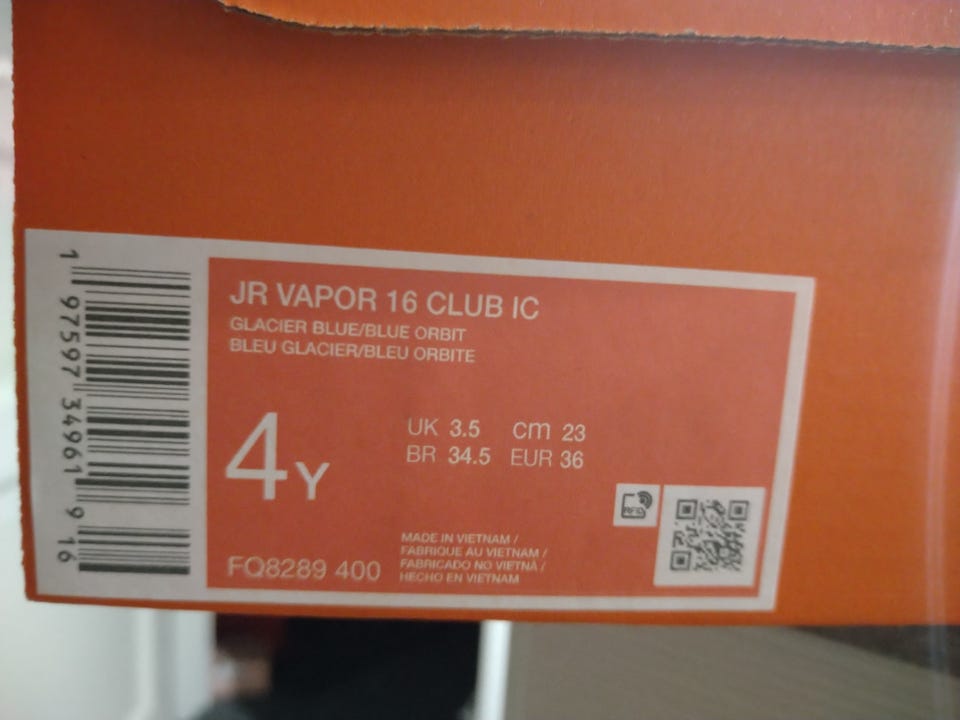 1 97597 34961 9 16
JR VAPOR 16 CLUB IC
GLACIER BLUE/BLUE ORBIT
BLEU GLACIER/BLEU ORBITE
4Y
UK 3.5 cm 23
BR 34.5 EUR 36
RFID
FQ8289 400
MADE IN VIETNAM /
FABRIQUE AU VIETNAM /
FABRICADO NO VIETNÃ /
HECHO EN VIETNAM